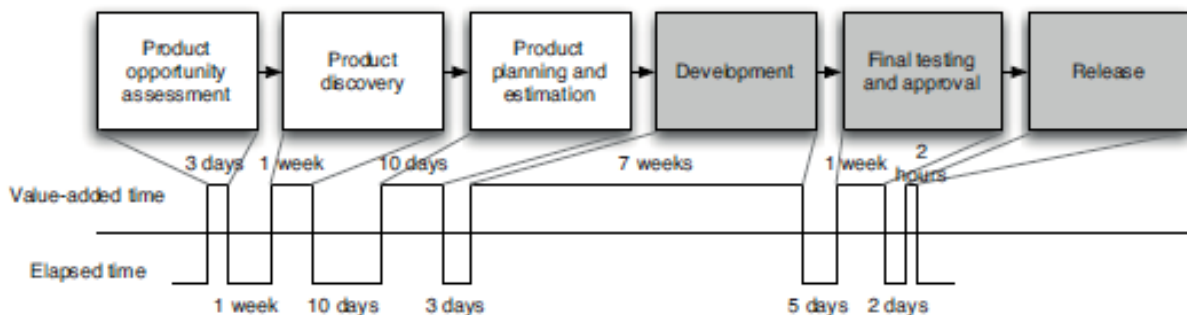 Product
opportunity
assessment
Product
discovery
Product
planning and
estimation
Development
Final testing
and approval
Release
3 days
1 week
10 days
7 weeks
1 week
2
hours
Value-added time
Elapsed time
1 week
10 days
3 days
5 days
2 days